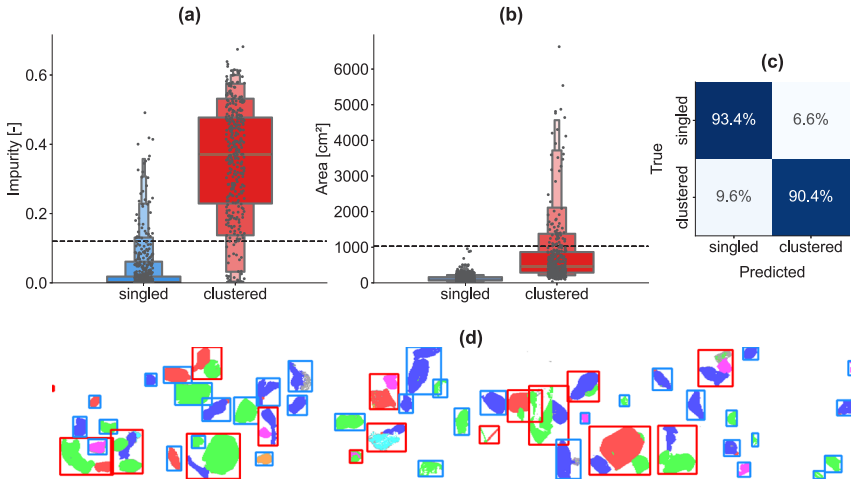 (a)
Impurity [-]
0.6
0.4
0.2
0.0
singled
clustered
(b)
Area [cm²]
6000
5000
4000
3000
2000
1000
0
singled
clustered
(c)
True
singled
clustered
93.4%
6.6%
9.6%
90.4%
singled
clustered
Predicted
(d)